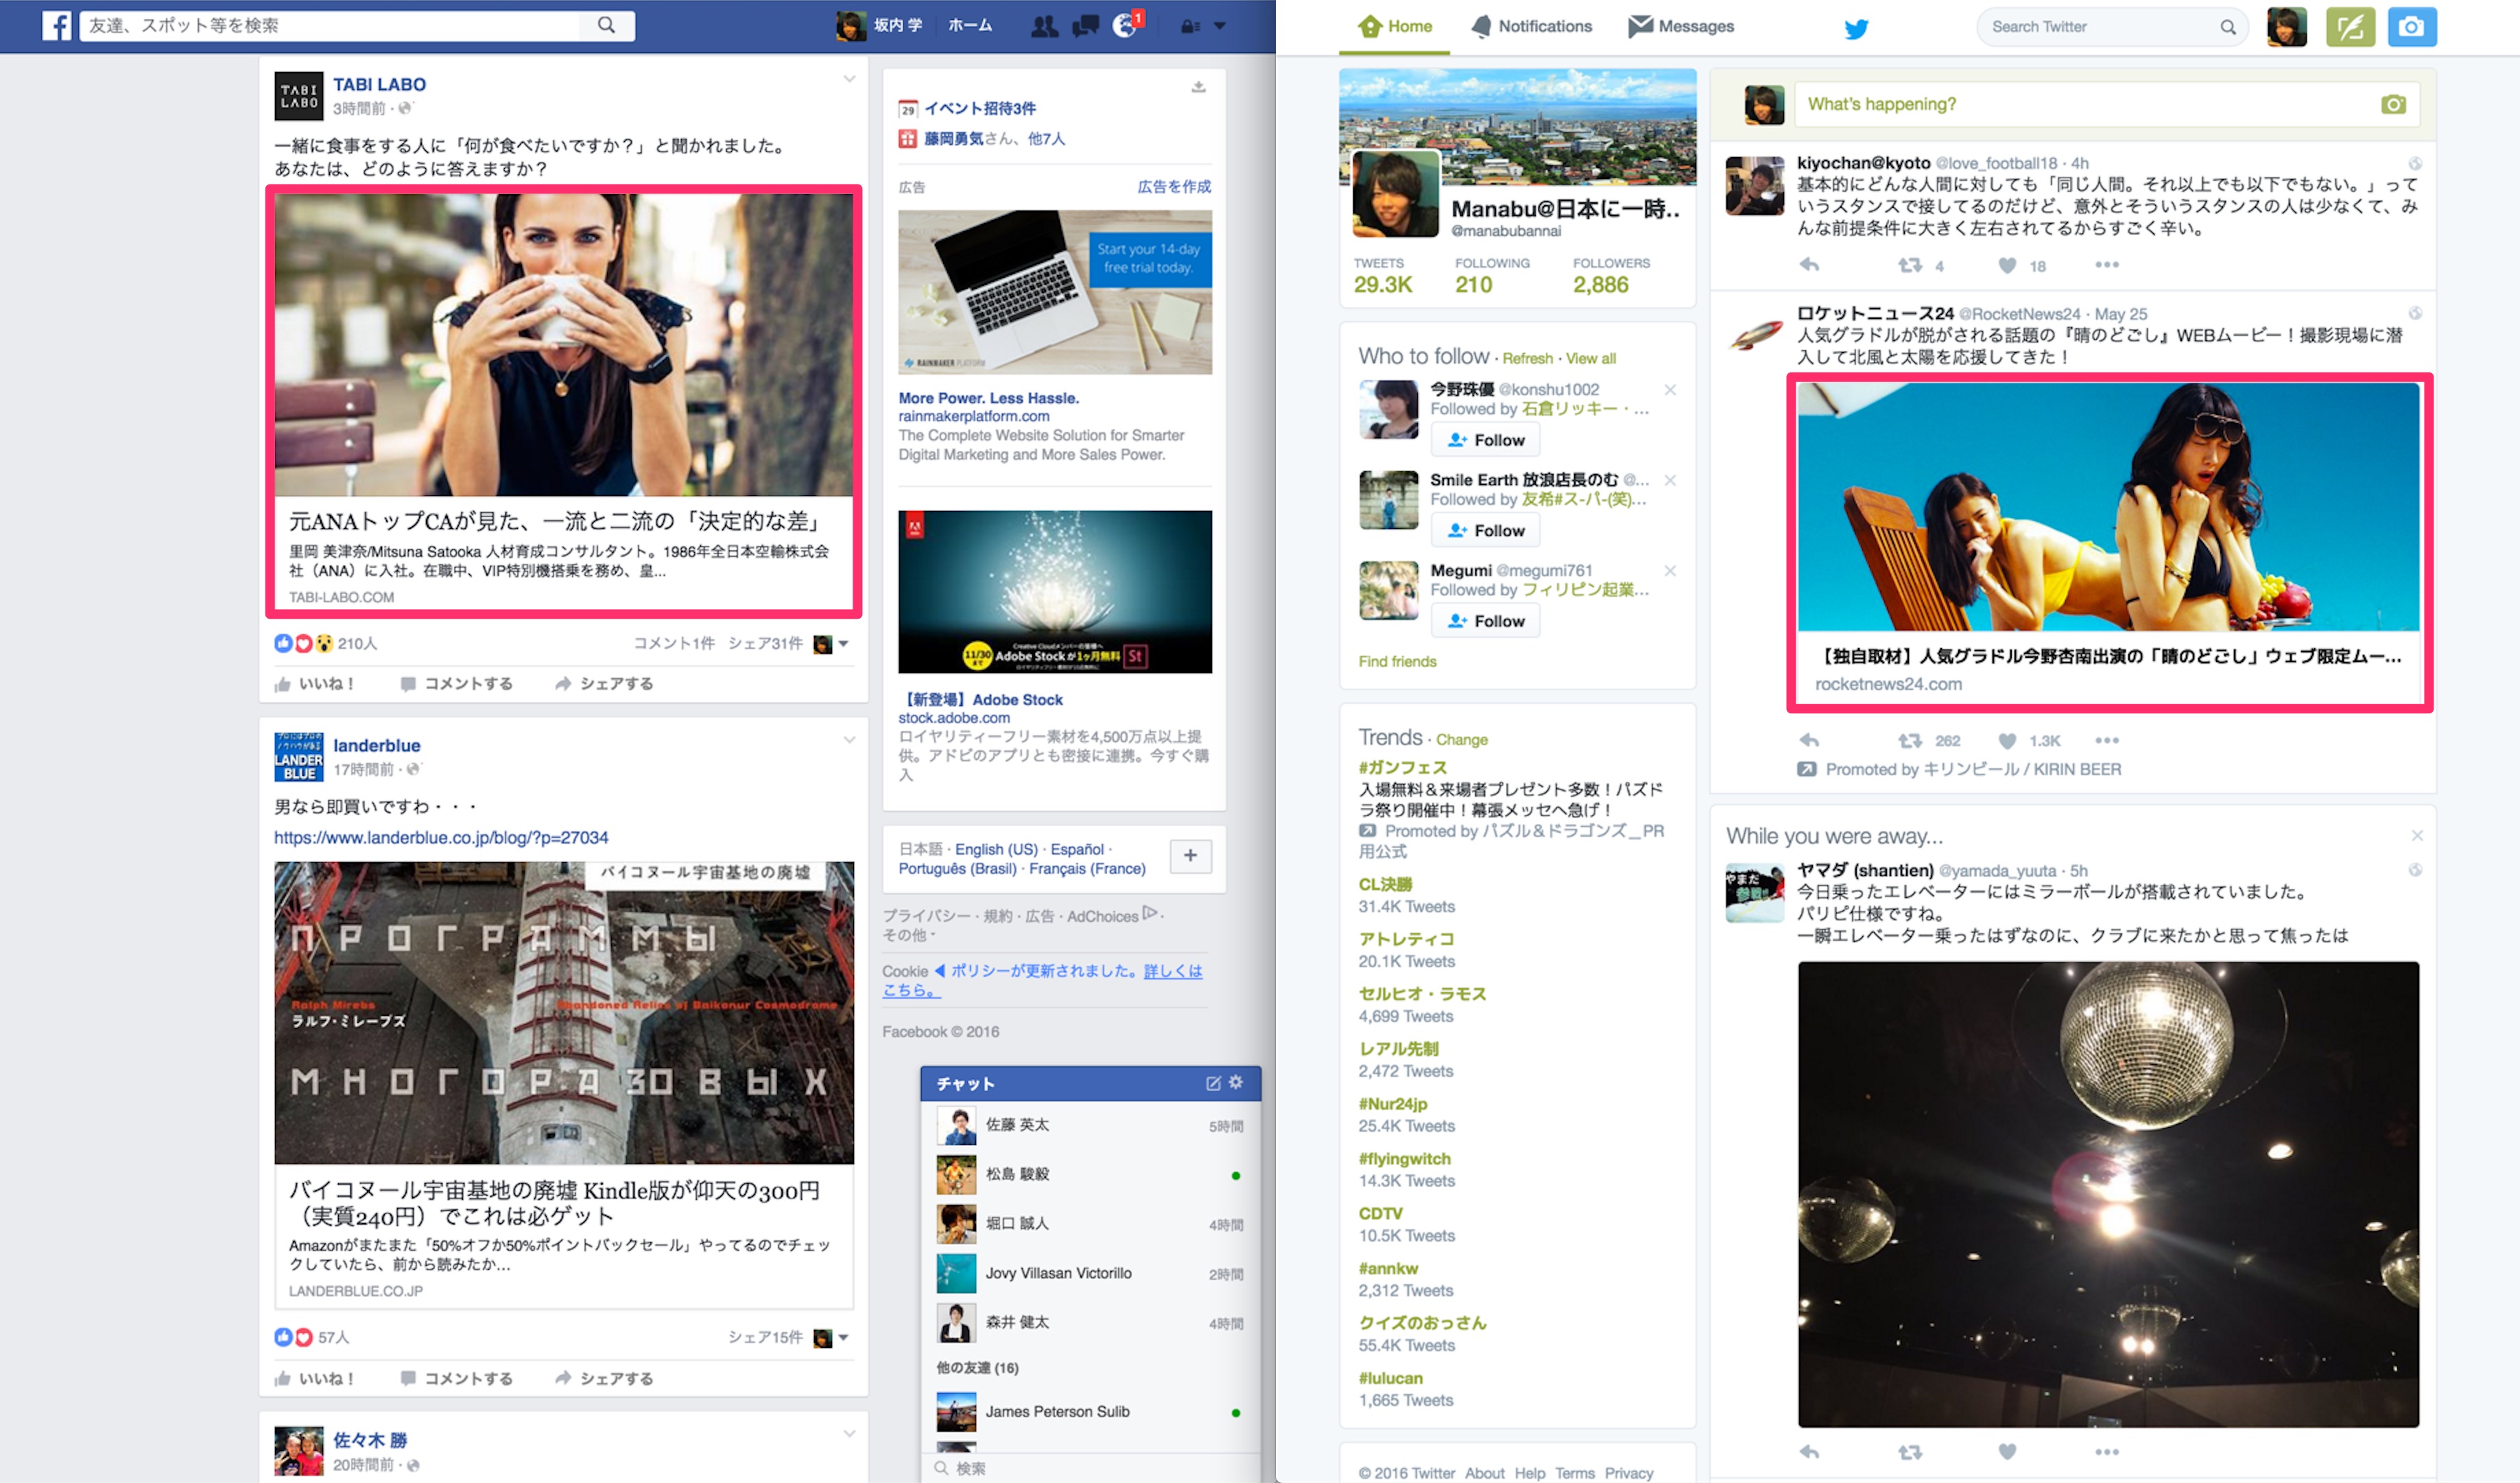 友達、スポット等を検索
坂内 学
ホーム
1
TABI LABO
TABI LABO
3時間前
一緒に食事をする人に「何が食べたいですか？」と聞かれました。
あなたは、どのように答えますか？
元ANAトップCAが見た、一流と二流の「決定的な差」
里岡 美津奈/Mitsuna Satooka 人材育成コンサルタント。1986年全日本空輸株式会
社（ANA）に入社。在職中、VIP特別機搭乗を務め、皇...
TABI-LABO.COM
210人
コメント1件 シェア31件
いいね！ コメントする シェアする
LANDER BLUE
landerblue
17時間前
男なら即買いですわ・・・
https://www.landerblue.co.jp/blog/?p=27034
バイコヌール宇宙基地の廃墟
ПРОГРАММЫ
Ralph Mirebs
Abandoned Relics of Baikonur Cosmodrome
ラルフ・ミレーブズ
МНОГОРАЗОВЫХ
バイコヌール宇宙基地の廃墟 Kindle版が仰天の300円
（実質240円）でこれは必ゲット
Amazonがまたまた「50%オフか50%ポイントバックセール」やってるのでチェッ
クしていたら、前から読みたか...
LANDERBLUE.CO.JP
57人
シェア15件
いいね！ コメントする シェアする
佐々木 勝
20時間前
29 イベント招待3件
藤岡勇気さん、他7人
広告
広告を作成
Start your 14-day
free trial today.
RAINMAKER PLATFORM
More Power. Less Hassle.
rainmakerplatform.com
The Complete Website Solution for Smarter
Digital Marketing and More Sales Power.
Creative Cloudメンバーの皆様へ
11/30まで Adobe Stock が1ヶ月無料 St
【新登場】Adobe Stock
stock.adobe.com
ロイヤリティーフリー素材を4,500万点以上提
供。アドビのアプリとも密接に連携。今すぐ購
入
日本語 · English (US) · Español ·
Português (Brasil) · Français (France)
プライバシー · 規約 · 広告 · AdChoices ·
その他
Cookie ポリシーが更新されました。詳しくは
こちら。
Facebook © 2016
チャット
佐藤 英太 5時間
松島 駿毅
堀口 誠人 4時間
Jovy Villasan Victorillo 2時間
森井 健太 4時間
他の友達 (16)
James Peterson Sulib
検索
Home
Notifications
Messages
Search Twitter
Manabu@日本に一時..
@manabubannai
TWEETS FOLLOWING FOLLOWERS
29.3K 210 2,886
Who to follow · Refresh · View all
今野珠優 @konshu1002
Followed by 石倉リッキー・...
Follow
Smile Earth 放浪店長のむ @...
Followed by 友希#ス-パ-(笑)...
Follow
Megumi @megumi761
Followed by フィリピン起業...
Follow
Find friends
Trends · Change
#ガンフェス
入場無料＆来場者プレゼント多数！パズド
ラ祭り開催中！幕張メッセへ急げ！
Promoted by パズル＆ドラゴンズ＿PR
用公式
CL決勝
31.4K Tweets
アトレティコ
20.1K Tweets
セルヒオ・ラモス
4,699 Tweets
レアル先制
2,472 Tweets
#Nur24jp
25.4K Tweets
#flyingwitch
14.3K Tweets
CDTV
10.5K Tweets
#annkw
2,312 Tweets
クイズのおっさん
55.4K Tweets
#lulucan
1,665 Tweets
© 2016 Twitter About Help Terms Privacy
What's happening?
kiyochan@kyoto @love_football18 · 4h
基本的にどんな人間に対しても「同じ人間。それ以上でも以下でもない。」って
いうスタンスで接してるのだけど、意外とそういうスタンスの人は少なくて、み
んな前提条件に大きく左右されてるからすごく辛い。
4 18
ロケットニュース24 @RocketNews24 · May 25
人気グラドルが脱がされる話題の『晴のどごし』WEBムービー！撮影現場に潜
入して北風と太陽を応援してきた！
【独自取材】人気グラドル今野杏南出演の「晴のどごし」ウェブ限定ムー...
rocketnews24.com
262 1.3K
Promoted by キリンビール / KIRIN BEER
While you were away...
やまだ
ヤマダ (shantien) @yamada_yuuta · 5h
今日乗ったエレベーターにはミラーボールが搭載されていました。
パリピ仕様ですね。
一瞬エレベーター乗ったはずなのに、クラブに来たかと思って焦ったは